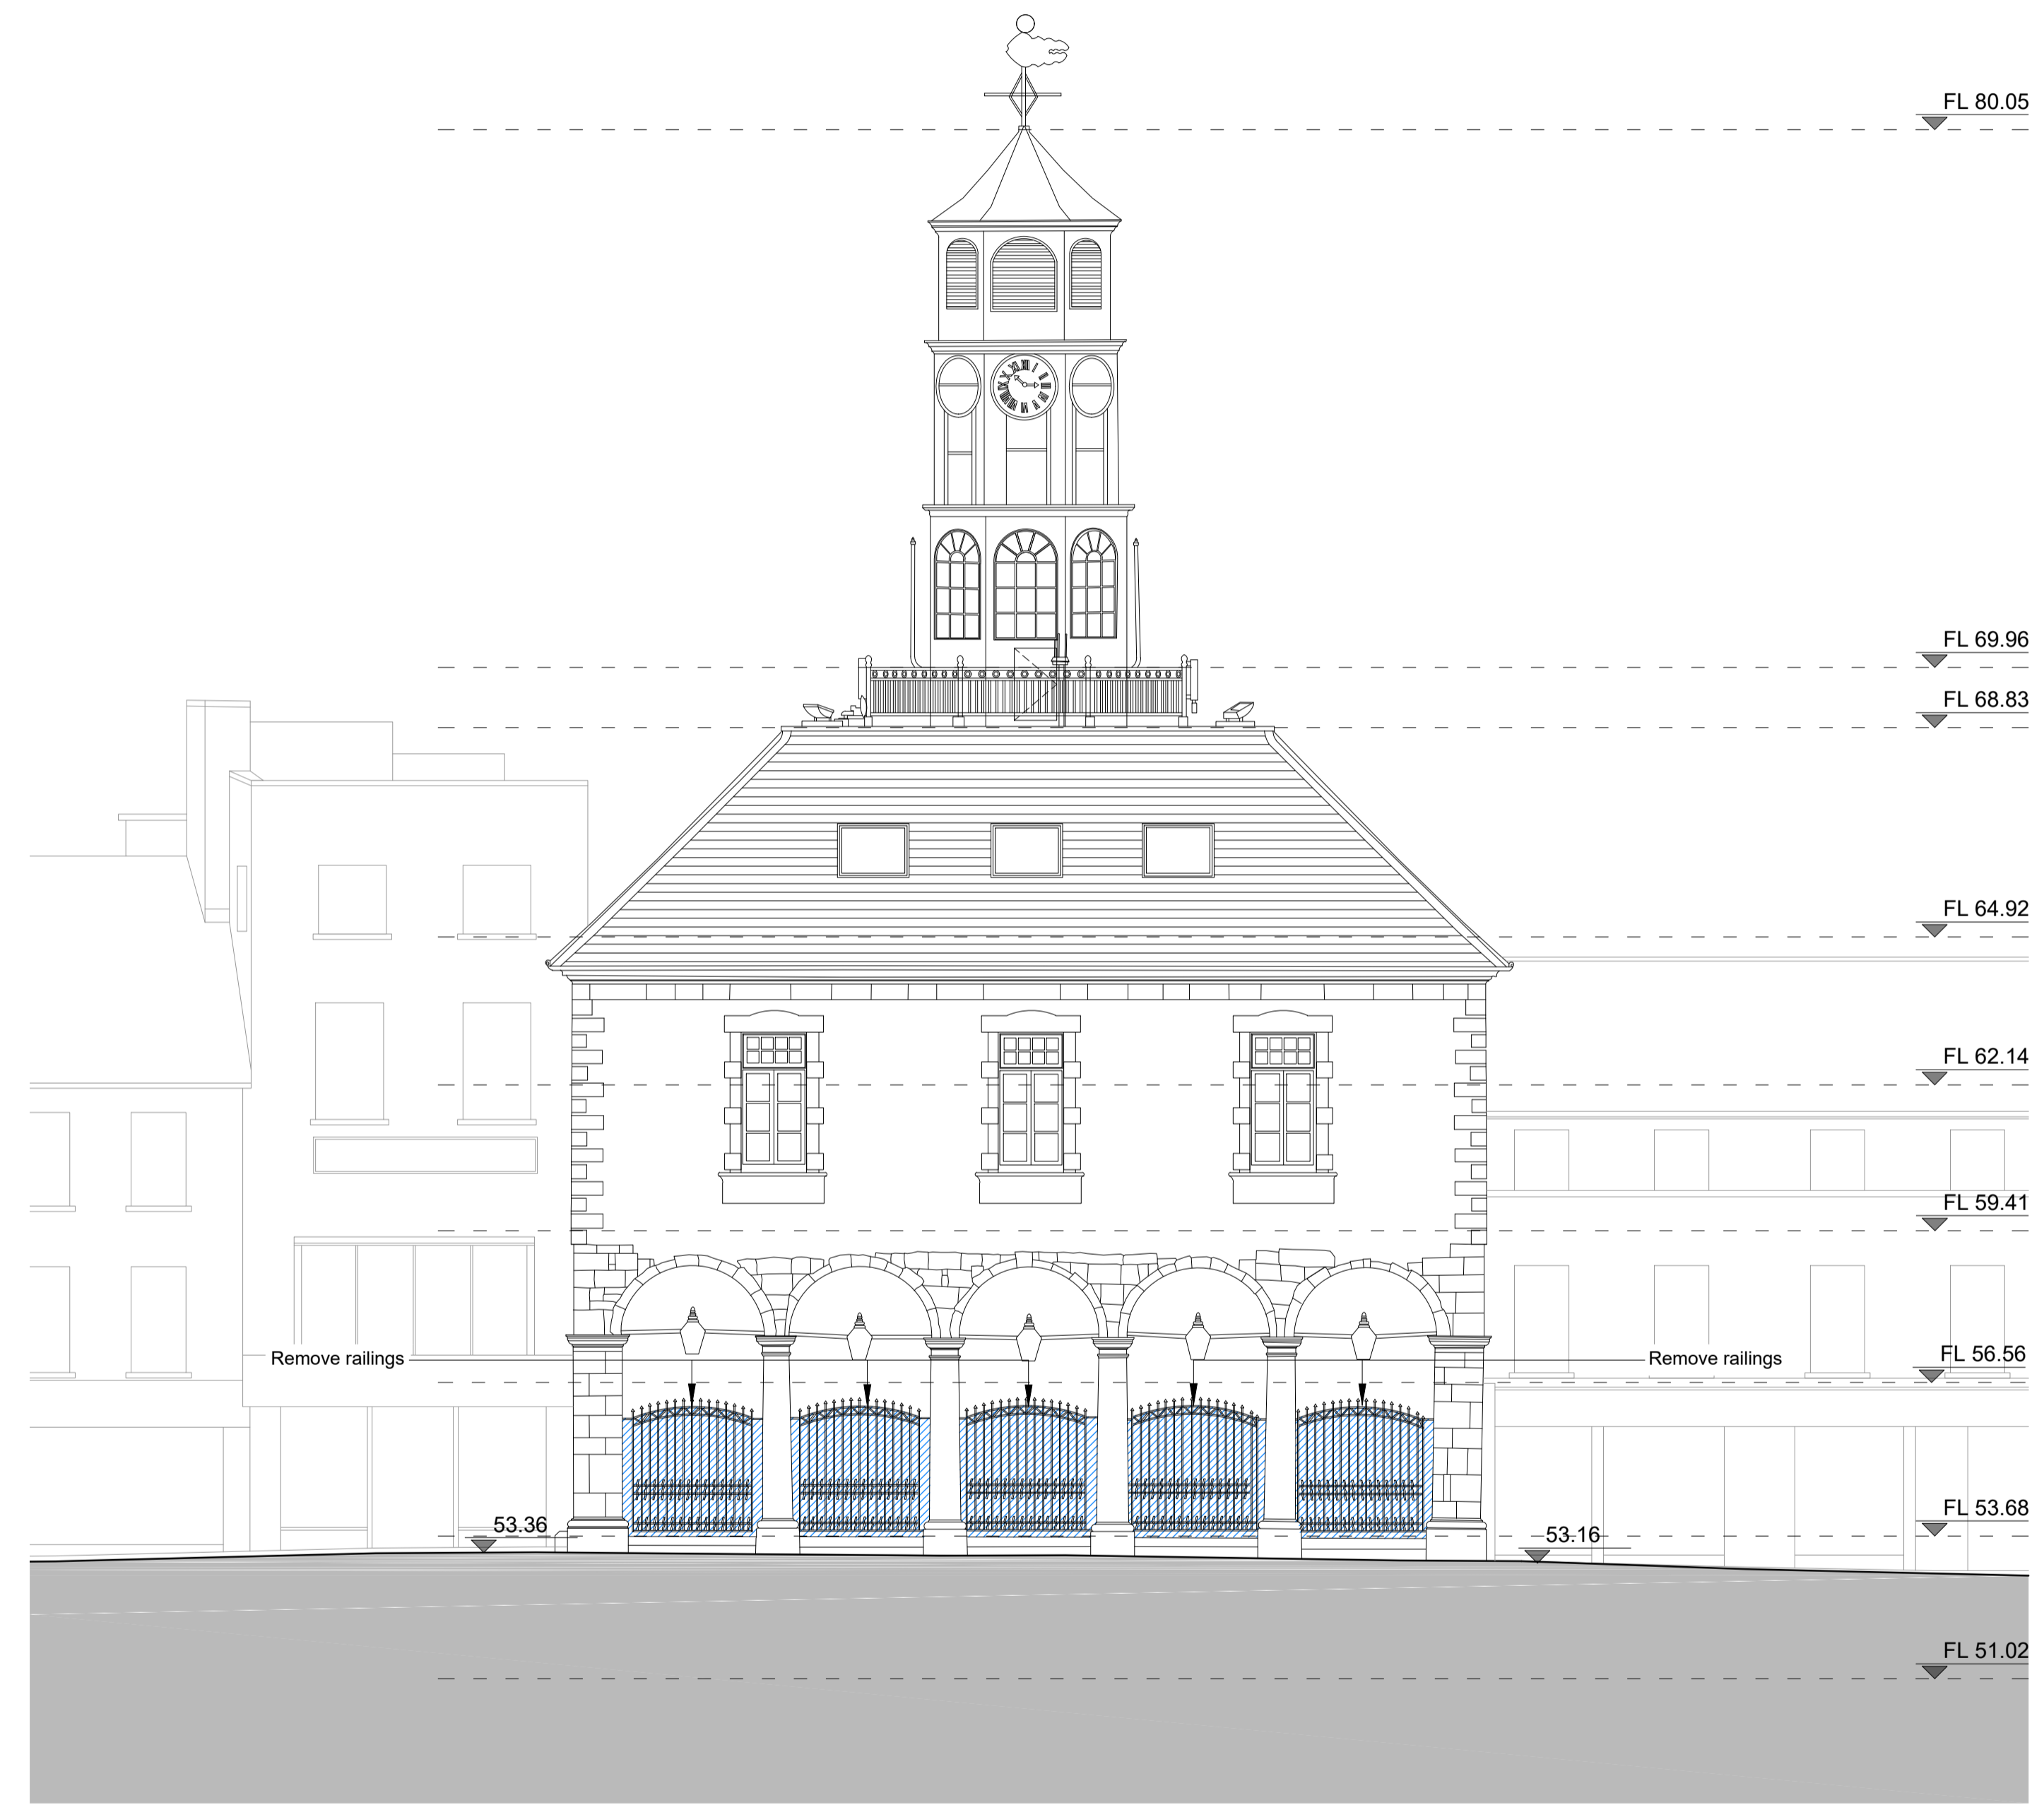 FL 80.05
FL 69.96
FL 68.83
FL 64.92
FL 62.14
FL 59.41
Remove railings
Remove railings
FL 56.56
53.36
FL 53.68
53.16
FL 51.02